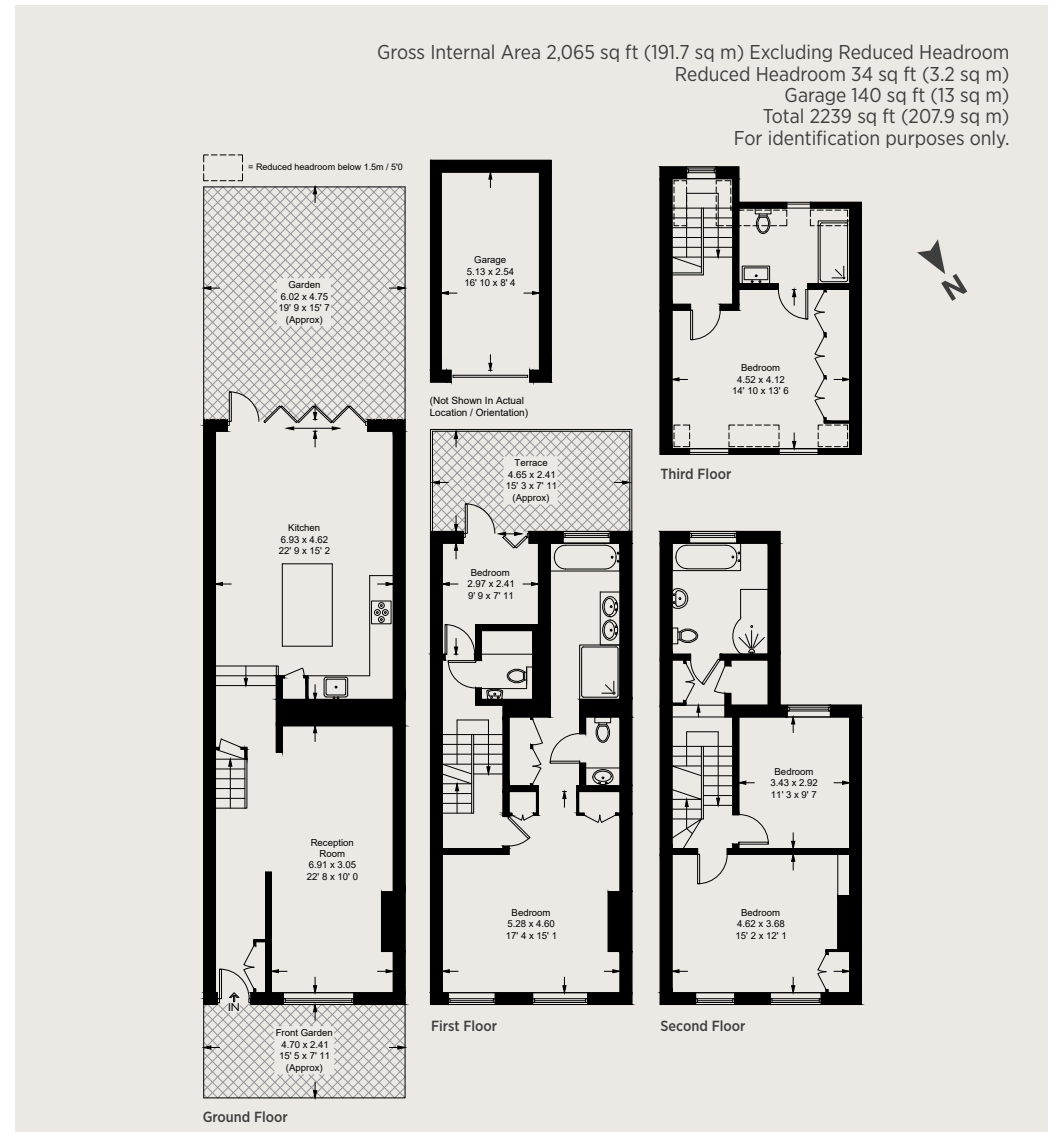 Gross Internal Area 2,065 sq ft (191.7 sq m) Excluding Reduced Headroom
Reduced Headroom 34 sq ft (3.2 sq m)
Garage 140 sq ft (13 sq m)
Total 2239 sq ft (207.9 sq m)
For identification purposes only.
= Reduced headroom below 1.5m / 5'0
Garden
6.02 x 4.75
19' 9 x 15' 7
(Approx)
Kitchen
6.93 x 4.62
22' 9 x 15' 2
Reception
Room
6.91 x 3.05
22' 8 x 10' 0
IN
Front Garden
4.70 x 2.41
15' 5 x 7' 11
(Approx)
Ground Floor
Garage
5.13 x 2.54
16' 10 x 8' 4
(Not Shown In Actual
Location / Orientation)
Terrace
4.65 x 2.41
15' 3 x 7' 11
(Approx)
Bedroom
2.97 x 2.41
9' 9 x 7' 11
Bedroom
5.28 x 4.60
17' 4 x 15' 1
First Floor
Bedroom
4.52 x 4.12
14' 10 x 13' 6
Third Floor
N
Bedroom
3.43 x 2.92
11' 3 x 9' 7
Bedroom
4.62 x 3.68
15' 2 x 12' 1
Second Floor